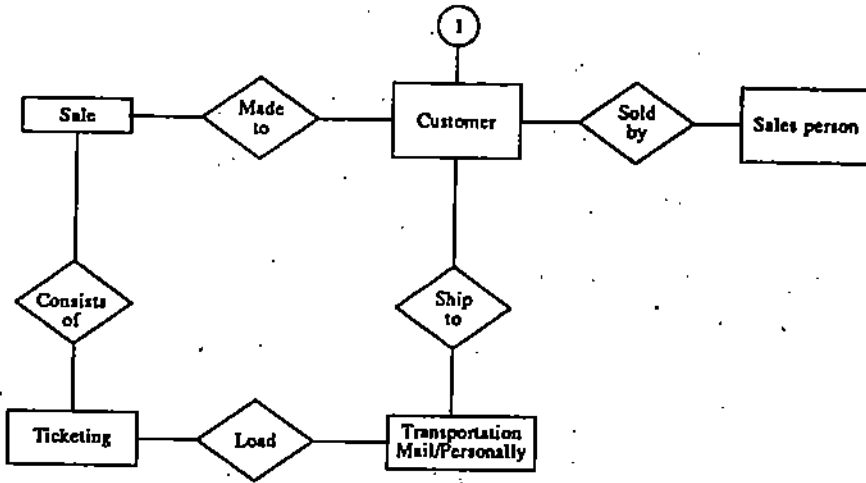 1
Sale
Made
to
Customer
Sold
by
Sales person
Consists
of
Ship
to
Ticketing
Load
Transportation
Mail/Personally